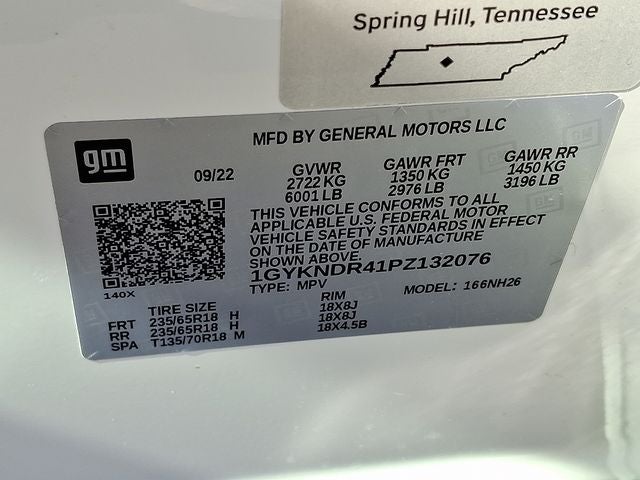 Spring Hill, Tennessee
gm
MFD BY GENERAL MOTORS LLC
09/22
GVWR
2722 KG
6001 LB
GAWR FRT
1350 KG
2976 LB
GAWR RR
1450 KG
3196 LB
THIS VEHICLE CONFORMS TO ALL
APPLICABLE U.S. FEDERAL MOTOR
VEHICLE SAFETY STANDARDS IN EFFECT
ON THE DATE OF MANUFACTURE
SHOWN ABOVE.
1GYKNDR41PZ132076
TYPE: MPV
MODEL: 166NH26
140X
TIRE SIZE RIM
FRT 235/65R18 H 18X8J
RR 235/65R18 H 18X8J
SPA T135/70R18 M 18X4.5B